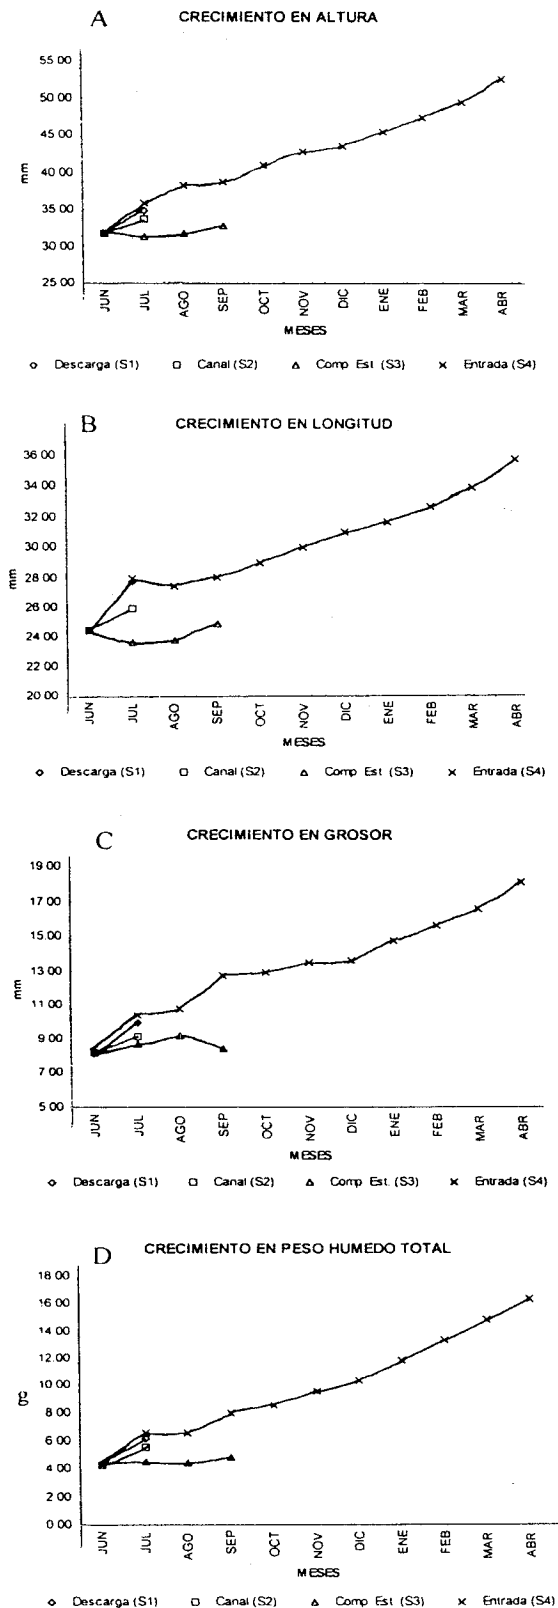 A CRECIMIENTO EN ALTURA
55 00
50 00
45 00
40 00
35 00
30 00
25 00
mm
JUN JUL AGO SEP OCT NOV DIC ENE FEB MAR ABR
MESES
Descarga (S1) Canal (S2) Comp Est (S3) Entrada (S4)
B CRECIMIENTO EN LONGITUD
36 00
34 00
32 00
30 00
28 00
26 00
24 00
22 00
20 00
mm
JUN JUL AGO SEP OCT NOV DIC ENE FEB MAR ABR
MESES
Descarga (S1) Canal (S2) Comp Est (S3) Entrada (S4)
C CRECIMIENTO EN GROSOR
19 00
17 00
15 00
13 00
11 00
9 00
7 00
5 00
mm
JUN JUL AGO SEP OCT NOV DIC ENE FEB MAR ABR
MESES
Descarga (S1) Canal (S2) Comp Est. (S3) Entrada (S4)
D CRECIMIENTO EN PESO HUMEDO TOTAL
18 00
16 00
14 00
12 00
10 00
8 00
6 00
4 00
2 00
0 00
JUN JUL AGO SEP OCT NOV DIC ENE FEB MAR ABR
MESES
Descarga (S1) Canal (S2) Comp Est (S3) Entrada (S4)